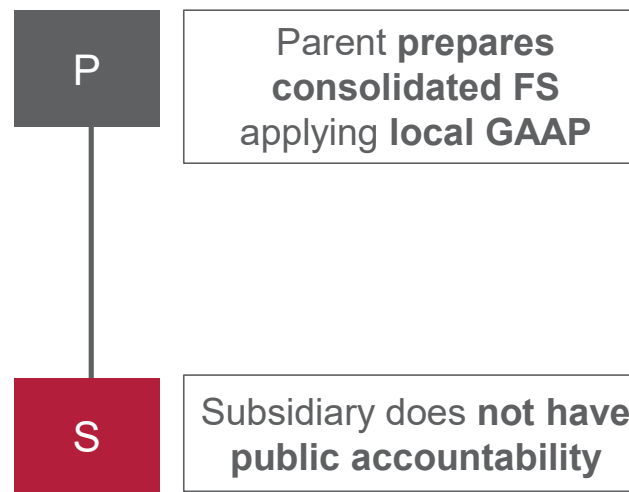 P
Parent prepares
consolidated FS
applying local GAAP
S
Subsidiary does not have
public accountability